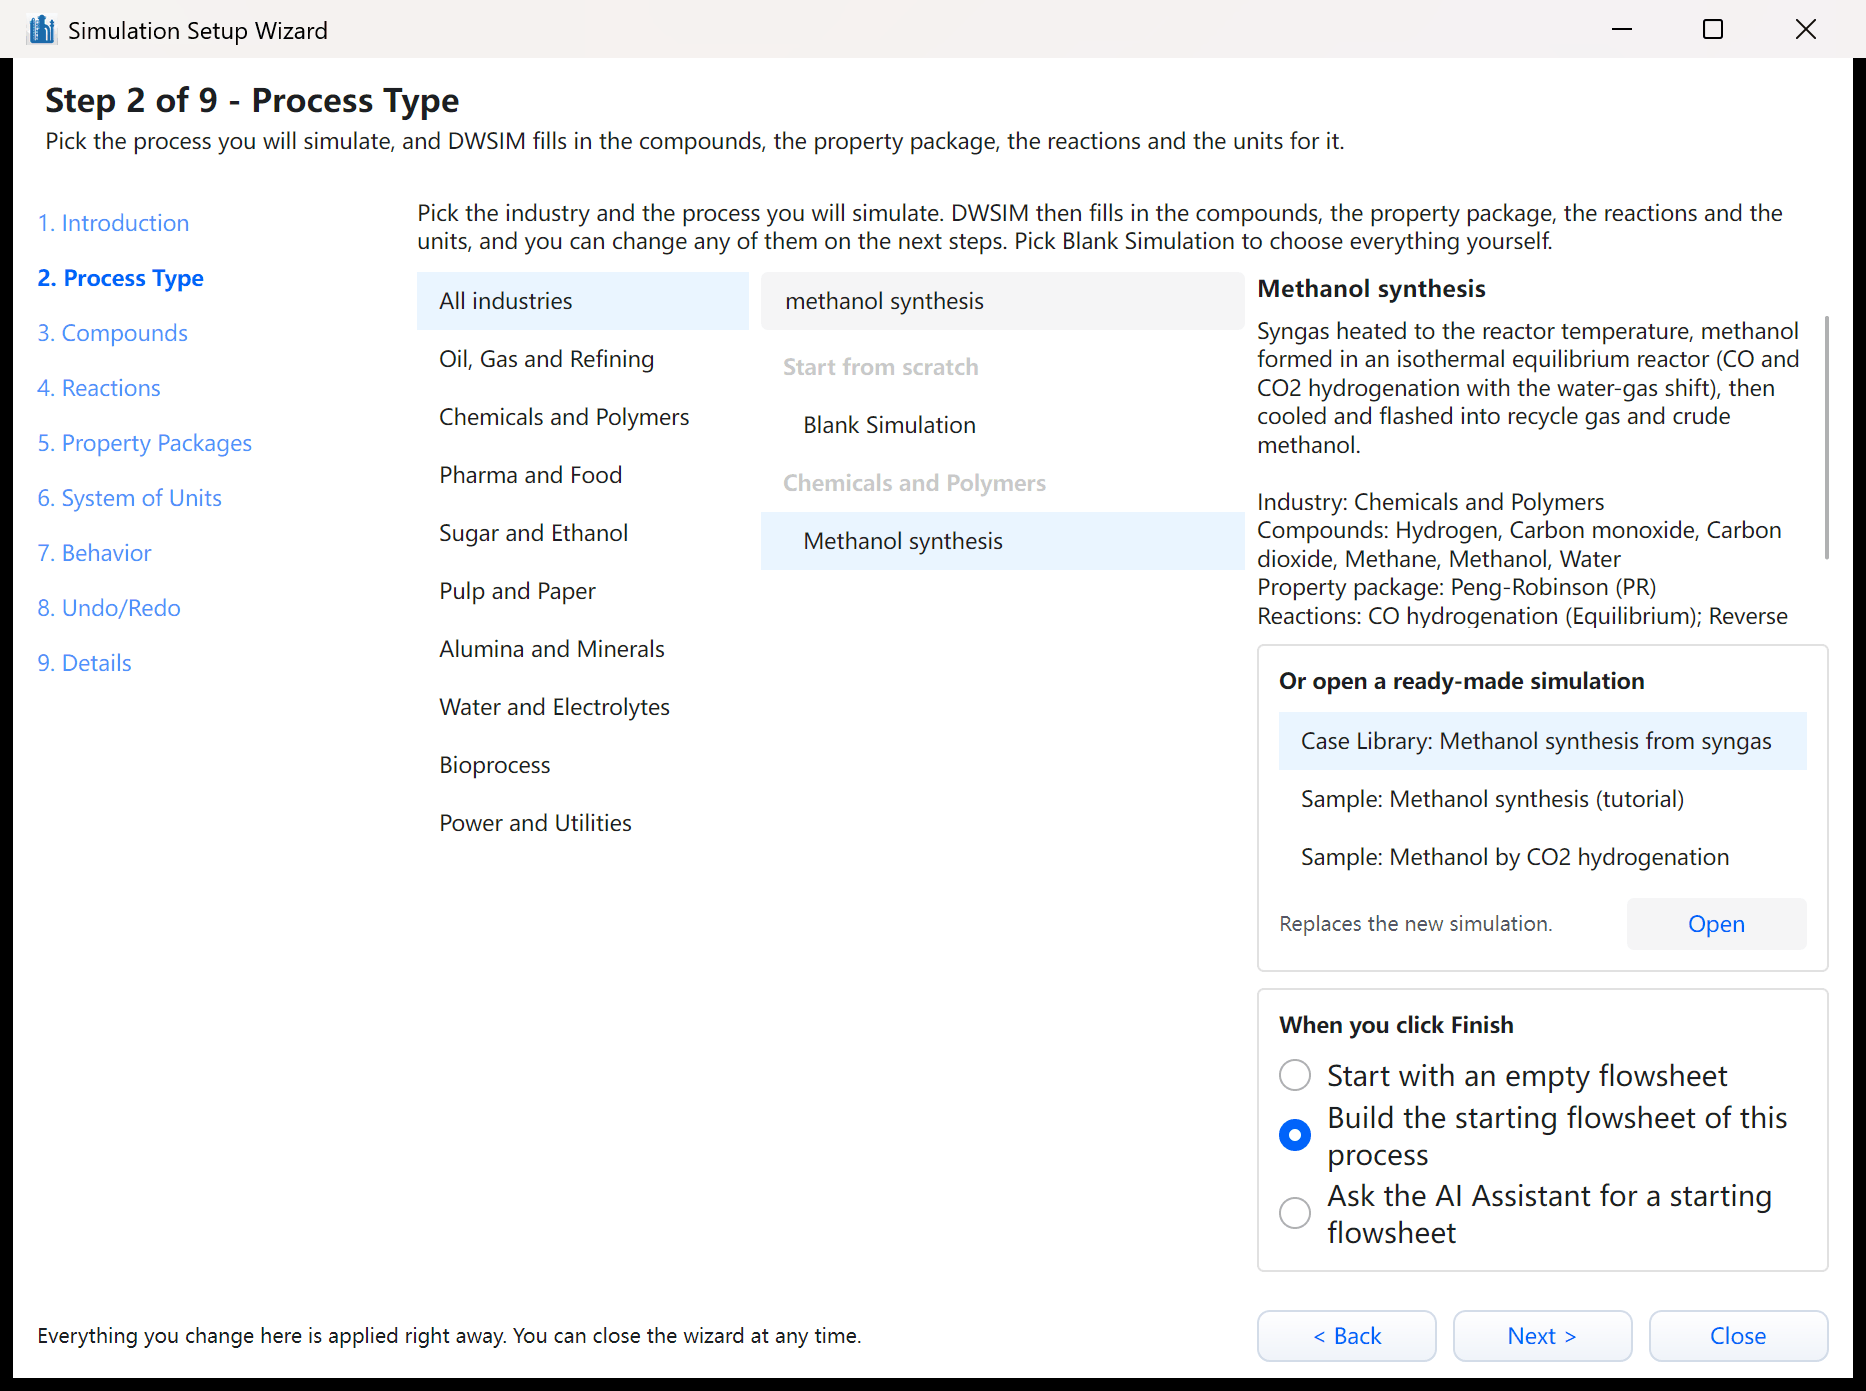 Simulation Setup Wizard
Step 2 of 9 - Process Type
Pick the process you will simulate, and DWSIM fills in the compounds, the property package, the reactions and the units for it.
1. Introduction
2. Process Type
3. Compounds
4. Reactions
5. Property Packages
6. System of Units
7. Behavior
8. Undo/Redo
9. Details
Pick the industry and the process you will simulate. DWSIM then fills in the compounds, the property package, the reactions and the
units, and you can change any of them on the next steps. Pick Blank Simulation to choose everything yourself.
All industries
Oil, Gas and Refining
Chemicals and Polymers
Pharma and Food
Sugar and Ethanol
Pulp and Paper
Alumina and Minerals
Water and Electrolytes
Bioprocess
Power and Utilities
methanol synthesis
Start from scratch
Blank Simulation
Chemicals and Polymers
Methanol synthesis
Methanol synthesis
Syngas heated to the reactor temperature, methanol
formed in an isothermal equilibrium reactor (CO and
CO2 hydrogenation with the water-gas shift), then
cooled and flashed into recycle gas and crude
methanol.
Industry: Chemicals and Polymers
Compounds: Hydrogen, Carbon monoxide, Carbon
dioxide, Methane, Methanol, Water
Property package: Peng-Robinson (PR)
Reactions: CO hydrogenation (Equilibrium); Reverse
Or open a ready-made simulation
Case Library: Methanol synthesis from syngas
Sample: Methanol synthesis (tutorial)
Sample: Methanol by CO2 hydrogenation
Replaces the new simulation.
Open
When you click Finish
Start with an empty flowsheet
Build the starting flowsheet of this
process
Ask the AI Assistant for a starting
flowsheet
Everything you change here is applied right away. You can close the wizard at any time.
< Back
Next >
Close